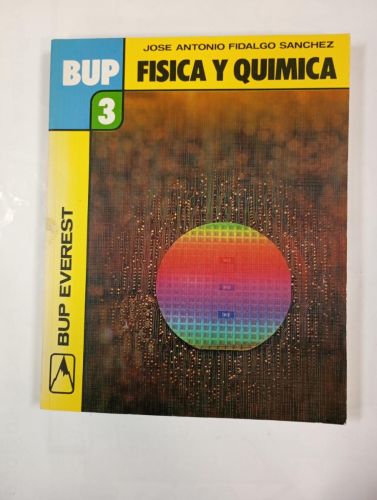 JOSE ANTONIO FIDALGO SANCHEZ
BUP
FISICA Y QUIMICA
3
BUP EVEREST